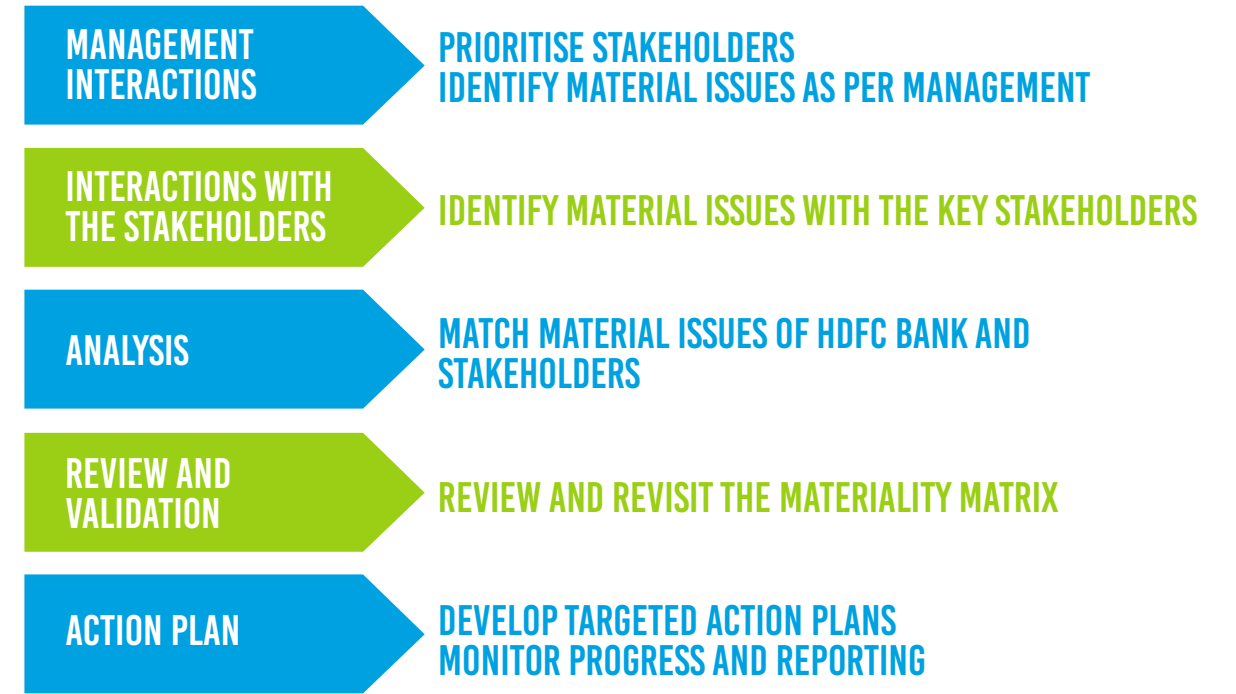 MANAGEMENT
INTERACTIONS
PRIORITISE STAKEHOLDERS
IDENTIFY MATERIAL ISSUES AS PER MANAGEMENT
INTERACTIONS WITH
THE STAKEHOLDERS
IDENTIFY MATERIAL ISSUES WITH THE KEY STAKEHOLDERS
ANALYSIS
MATCH MATERIAL ISSUES OF HDFC BANK AND
STAKEHOLDERS
REVIEW AND
VALIDATION
REVIEW AND REVISIT THE MATERIALITY MATRIX
ACTION PLAN
DEVELOP TARGETED ACTION PLANS
MONITOR PROGRESS AND REPORTING